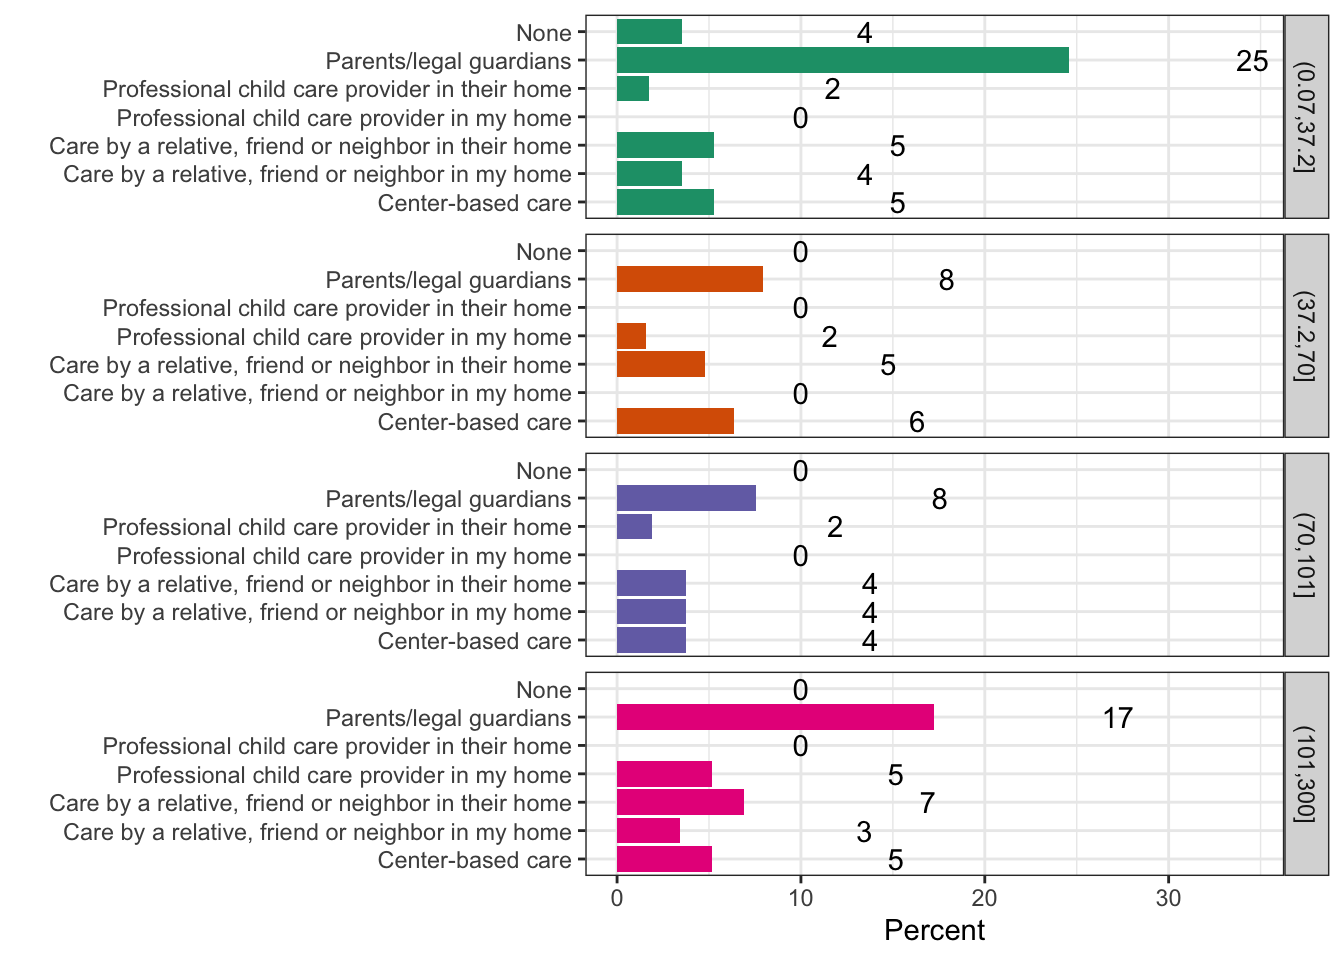 None 4
Parents/legal guardians 25
Professional child care provider in their home 2
Professional child care provider in my home 0
Care by a relative, friend or neighbor in their home 5
Care by a relative, friend or neighbor in my home 4
Center-based care 5
(0.07,37.2]
None 0
Parents/legal guardians 8
Professional child care provider in their home 0
Professional child care provider in my home 2
Care by a relative, friend or neighbor in their home 5
Care by a relative, friend or neighbor in my home 0
Center-based care 6
(37.2,70]
None 0
Parents/legal guardians 8
Professional child care provider in their home 2
Professional child care provider in my home 0
Care by a relative, friend or neighbor in their home 4
Care by a relative, friend or neighbor in my home 4
Center-based care 4
(70,101]
None 0
Parents/legal guardians 17
Professional child care provider in their home 0
Professional child care provider in my home 5
Care by a relative, friend or neighbor in their home 7
Care by a relative, friend or neighbor in my home 3
Center-based care 5
(101,300]
0 10 20 30
Percent